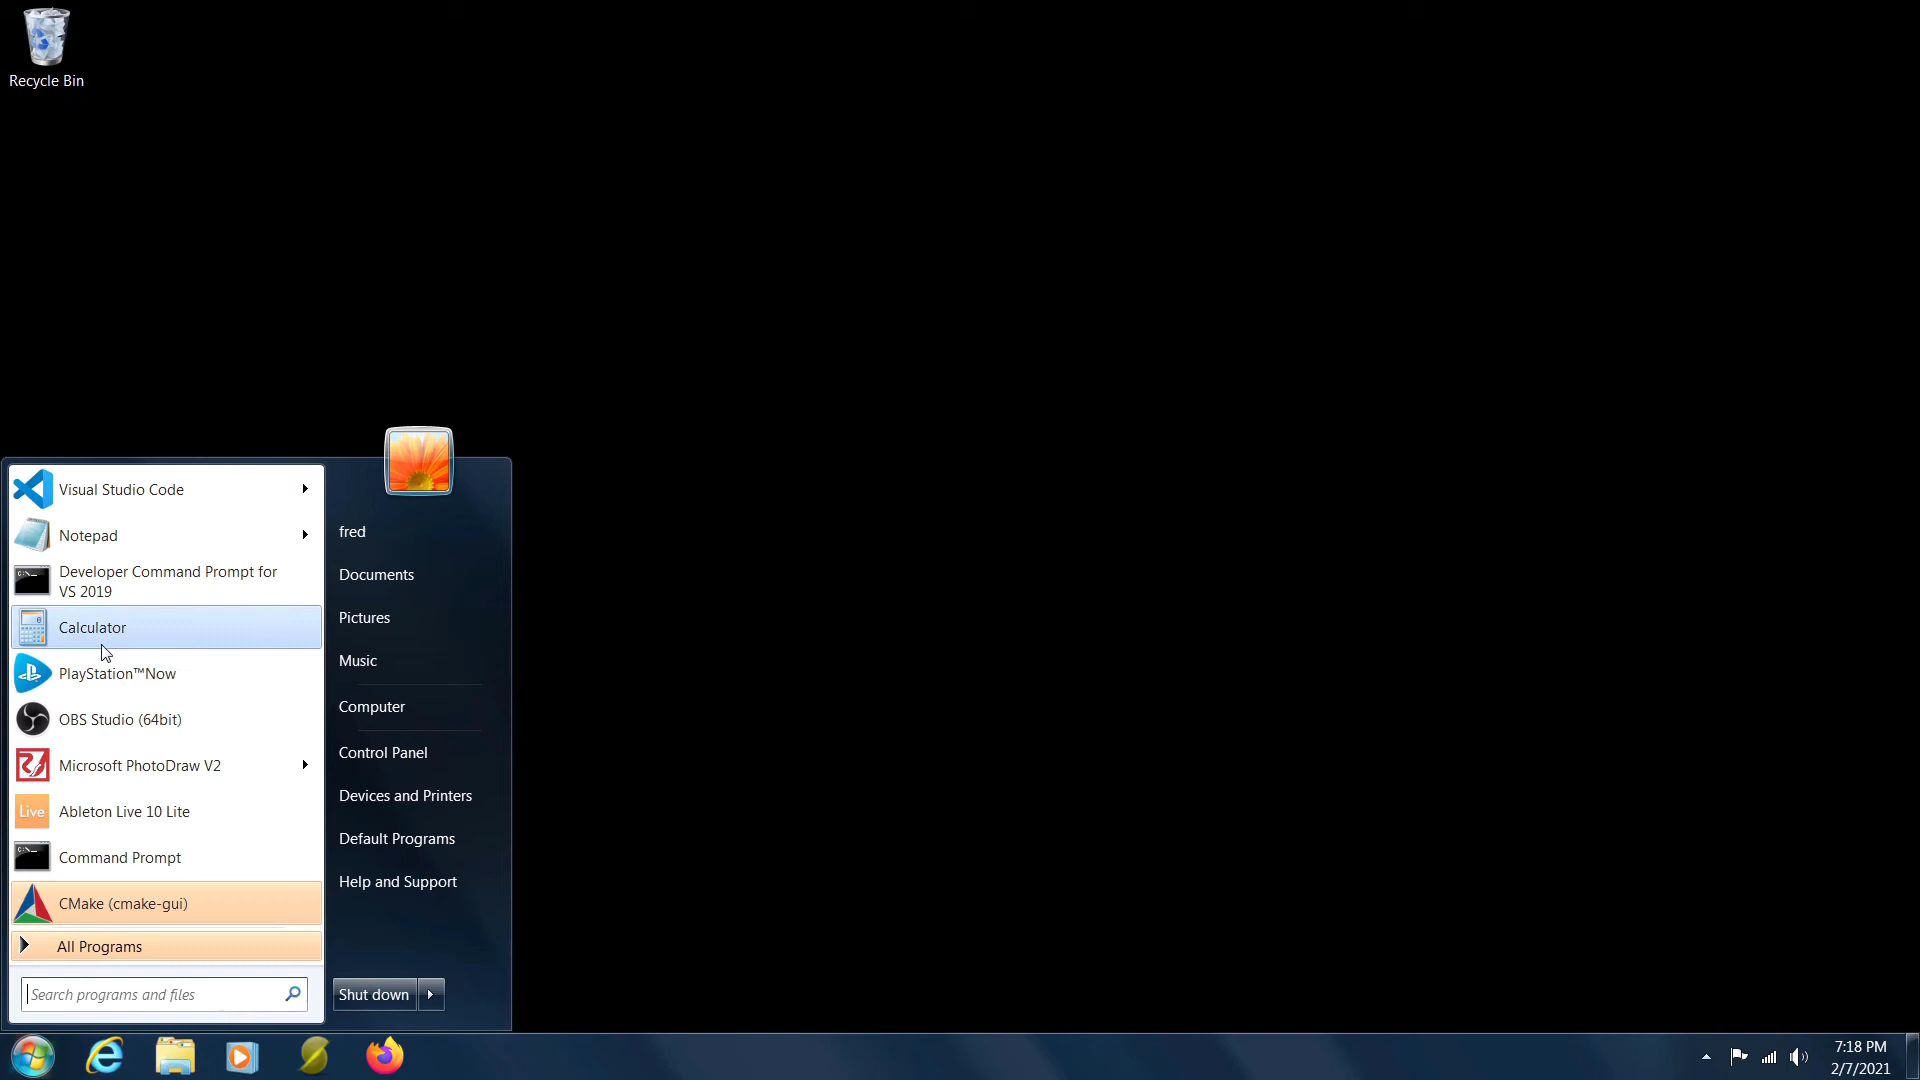 Recycle Bin
Visual Studio Code
Notepad
Developer Command Prompt for
VS 2019
Calculator
PlayStation™Now
OBS Studio (64bit)
Microsoft PhotoDraw V2
Live
Ableton Live 10 Lite
Command Prompt
CMake (cmake-gui)
All Programs
Search programs and files
fred
Documents
Pictures
Music
Computer
Control Panel
Devices and Printers
Default Programs
Help and Support
Shut down
7:18 PM
2/7/2021